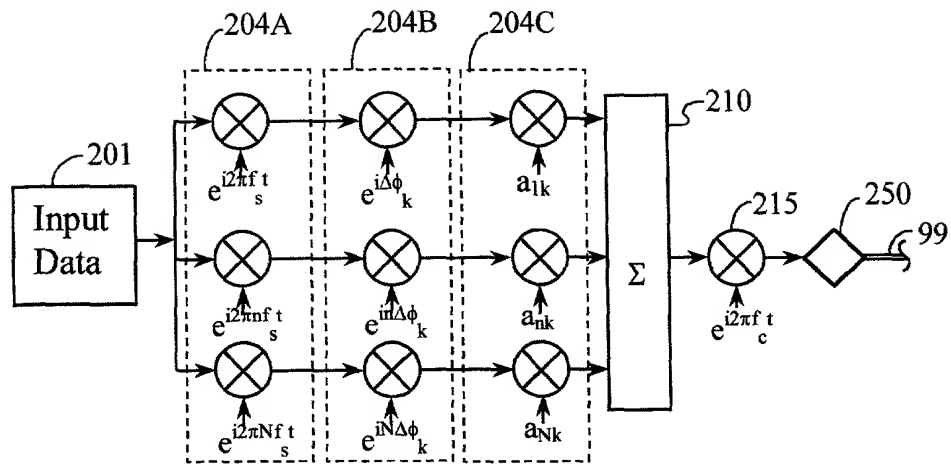 204A 204B 204C
210
201
Input
Data
e^{i2πf_s t} e^{iΔϕ_k} a_{1k}
215 250
99
Σ
e^{i2πnf_s t} e^{inΔϕ_k} a_{nk} e^{i2πf_c t}
e^{i2πNf_s t} e^{iNΔϕ_k} a_{Nk}